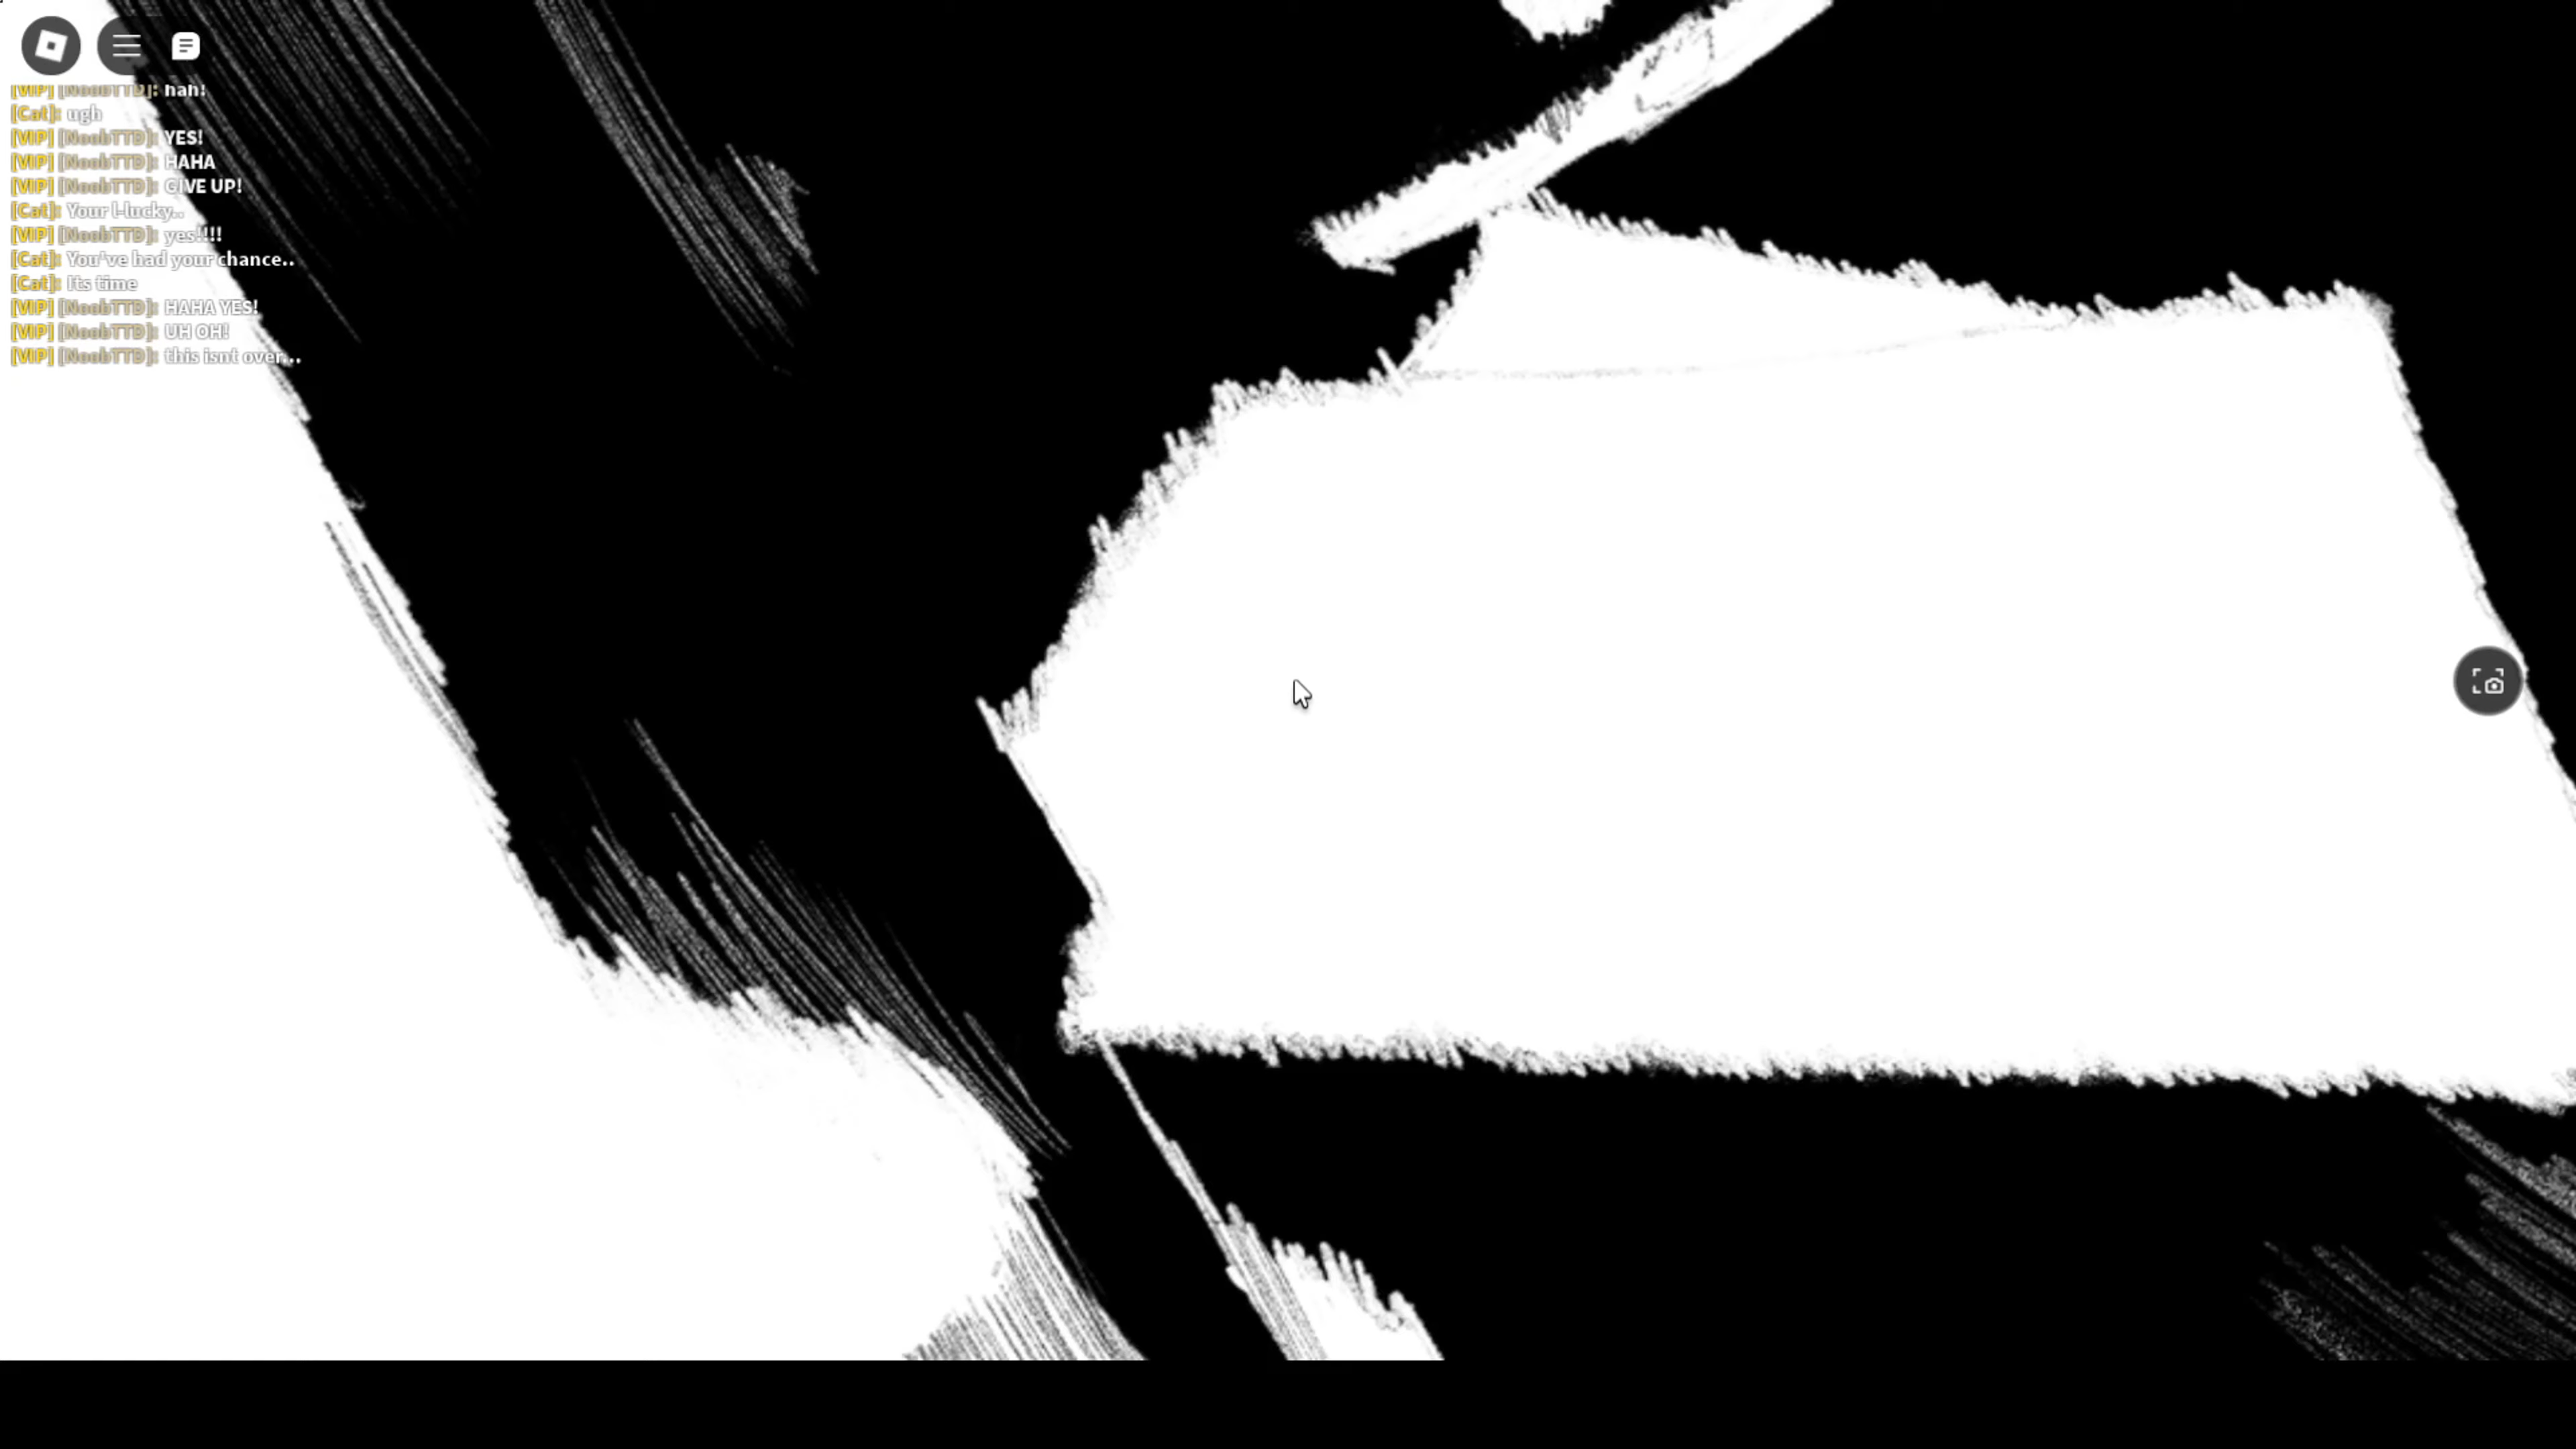 [VIP] [NoobTTD]: nah!
[Cat]: ugh
[VIP] [NoobTTD]: YES!
[VIP] [NoobTTD]: HAHA
[VIP] [NoobTTD]: GIVE UP!
[Cat]: Your l-lucky..
[VIP] [NoobTTD]: yes!!!!
[Cat]: You've had your chance..
[Cat]: Its time
[VIP] [NoobTTD]: HAHA YES!
[VIP] [NoobTTD]: UH OH!
[VIP] [NoobTTD]: this isnt over...